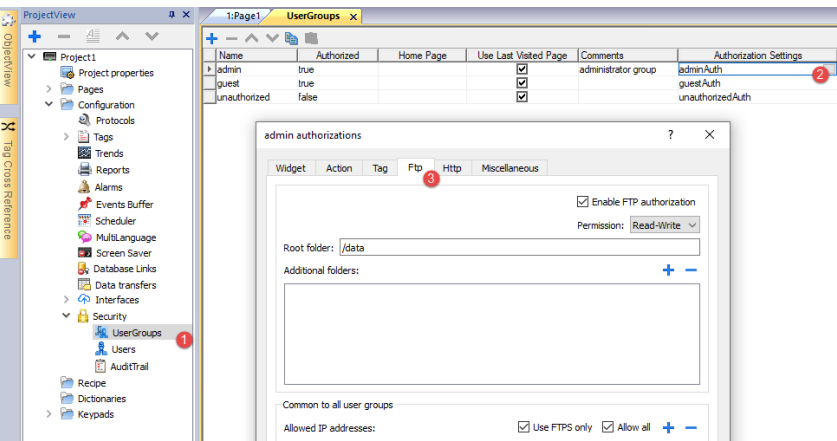 ProjectView
1:Page1
UserGroups
ObjectView
Tag Cross Reference
Project1
Project properties
Pages
Configuration
Protocols
Tags
Trends
Reports
Alarms
Events Buffer
Scheduler
MultiLanguage
Screen Saver
Database Links
Data transfers
Interfaces
Security
UserGroups
1
Users
AuditTrail
Recipe
Dictionaries
Keypads
Name Authorized Home Page Use Last Visited Page Comments Authorization Settings
admin true administrator group adminAuth
2
guest true guestAuth
unauthorized false unauthorizedAuth
admin authorizations ? X
Widget Action Tag Ftp Http Miscellaneous
3
Enable FTP authorization
Permission: Read-Write
Root folder: /data
Additional folders:
Common to all user groups
Allowed IP addresses: Use FTPS only Allow all